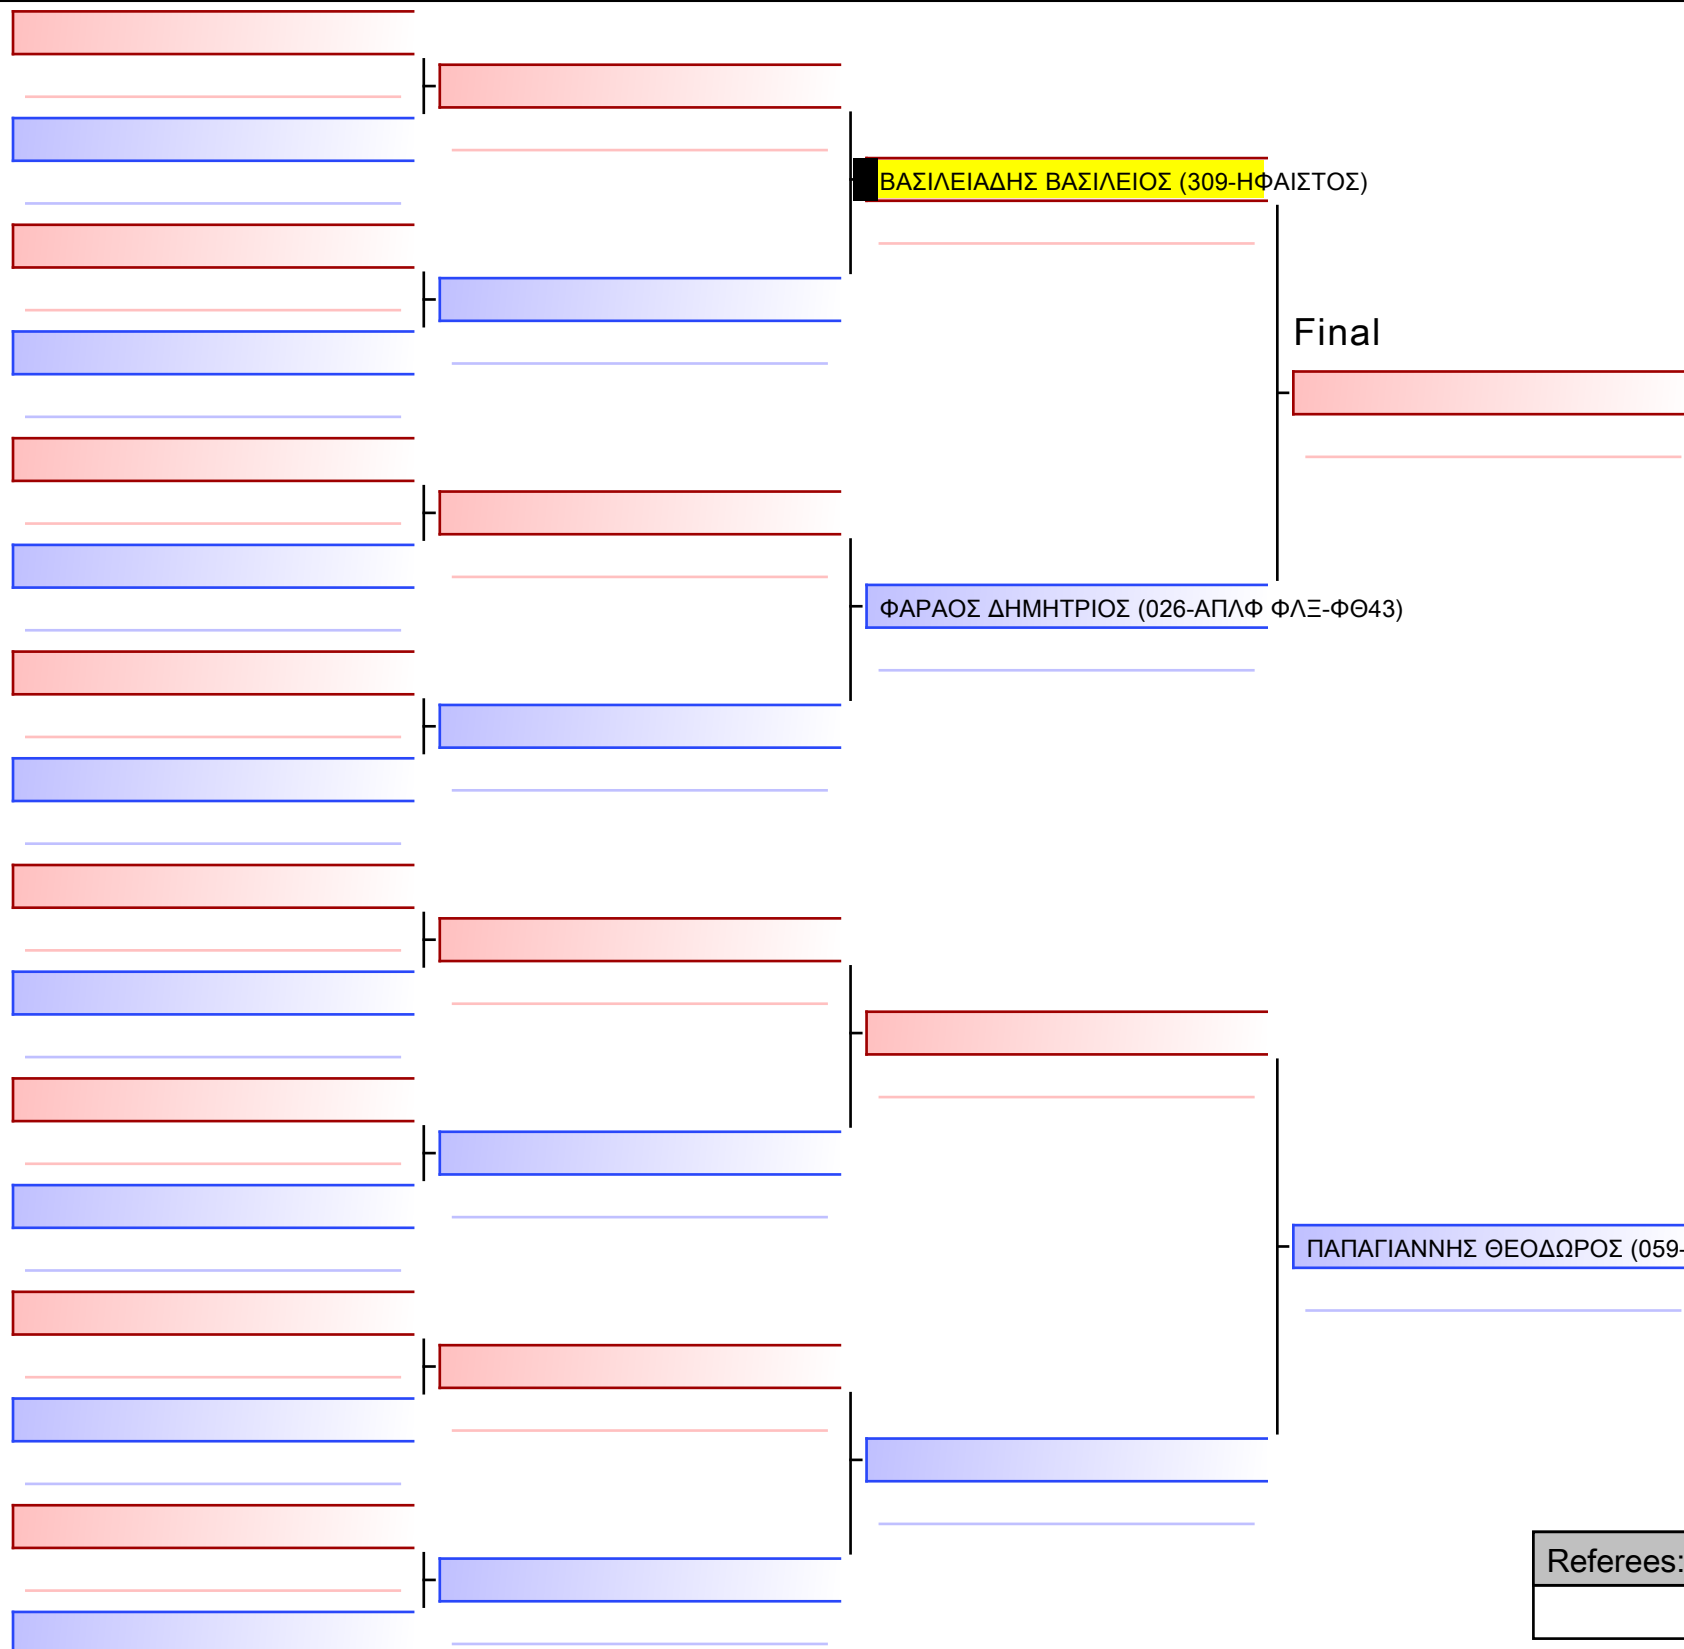 ΒΑΣΙΛΕΙΑΔΗΣ ΒΑΣΙΛΕΙΟΣ (309-ΗΦΑΙΣΤΟΣ)
Final
ΦΑΡΑΟΣ ΔΗΜΗΤΡΙΟΣ (026-ΑΠΛΦ ΦΛΞ-ΦΘ43)
ΠΑΠΑΓΙΑΝΝΗΣ ΘΕΟΔΩΡΟΣ (059-
Referees: